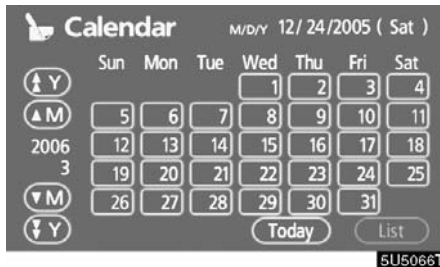 Calendar M/D/Y 12/ 24 /2005 ( Sat )
Sun Mon Tue Wed Thu Fri Sat
Y 1 2 3 4
M 5 6 7 8 9 10 11
2006 12 13 14 15 16 17 18
3 19 20 21 22 23 24 25
M 26 27 28 29 30 31
Y Today List
5U5066T